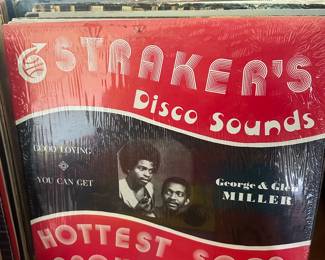 STRAKER'S
Disco Sounds
GOOD LOVING
YOU CAN GET
George & Glen
MILLER
HOTTEST